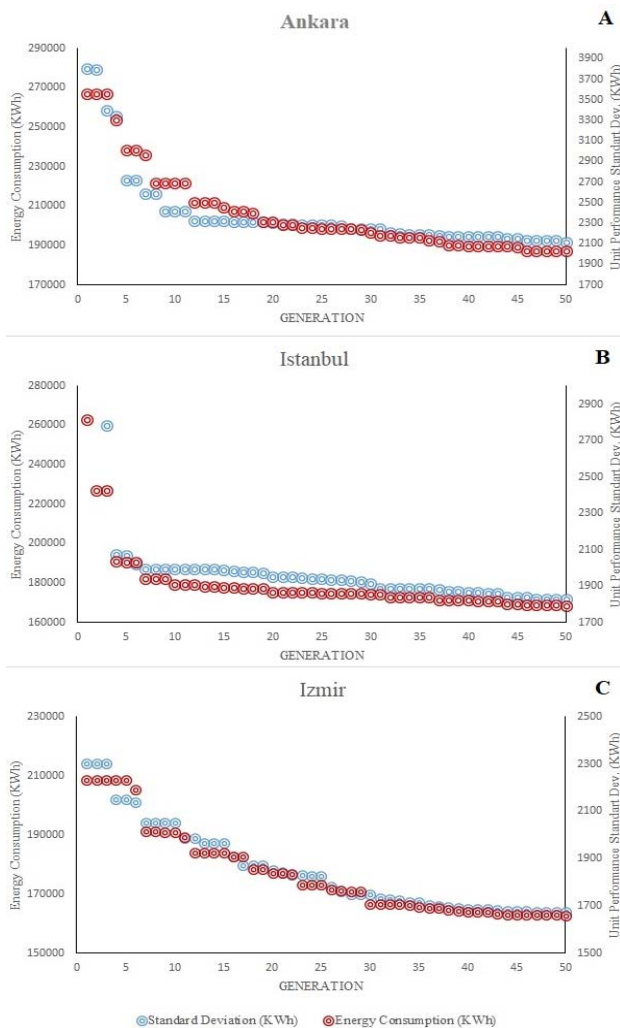 Ankara
A
290000
270000
250000
230000
210000
190000
170000
Energy Consumption (KWh)
3900
3700
3500
3300
3100
2900
2700
2500
2300
2100
1900
1700
Unit Performance Standart Dev. (KWh)
0 5 10 15 20 25 30 35 40 45 50
GENERATION
Istanbul
B
280000
260000
240000
220000
200000
180000
160000
Energy Consumption (KWh)
2900
2700
2500
2300
2100
1900
1700
Unit Performance Standart Dev. (KWh)
0 5 10 15 20 25 30 35 40 45 50
GENERATION
Izmir
C
230000
210000
190000
170000
150000
Energy Consumption (KWh)
2500
2300
2100
1900
1700
1500
Unit Performance Standart Dev. (KWh)
0 5 10 15 20 25 30 35 40 45 50
GENERATION
Standard Deviation (KWh) Energy Consumption (KWh)